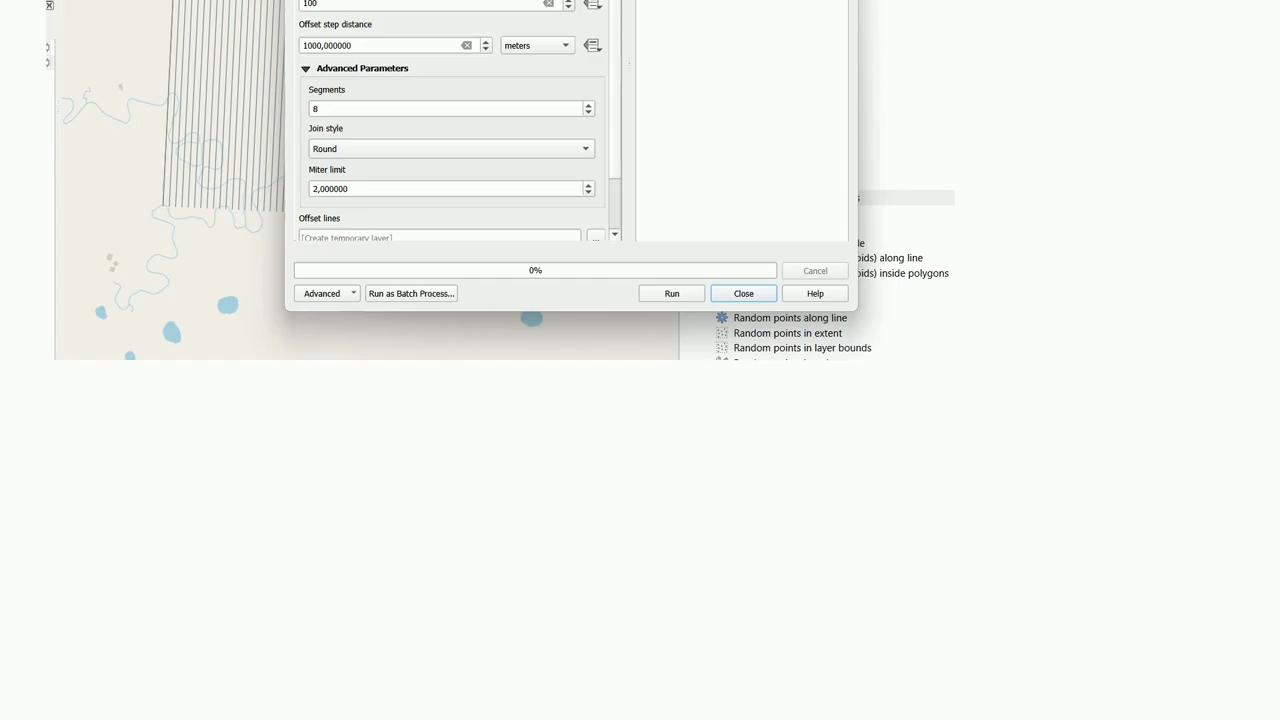 100
Offset step distance
1000,000000
meters
Advanced Parameters
Segments
8
Join style
Round
Miter limit
2,000000
Offset lines
[Create temporary layer]
...
0%
Cancel
Advanced
Run as Batch Process...
Run
Close
Help
oids) along line
oids) inside polygons
Random points along line
Random points in extent
Random points in layer bounds